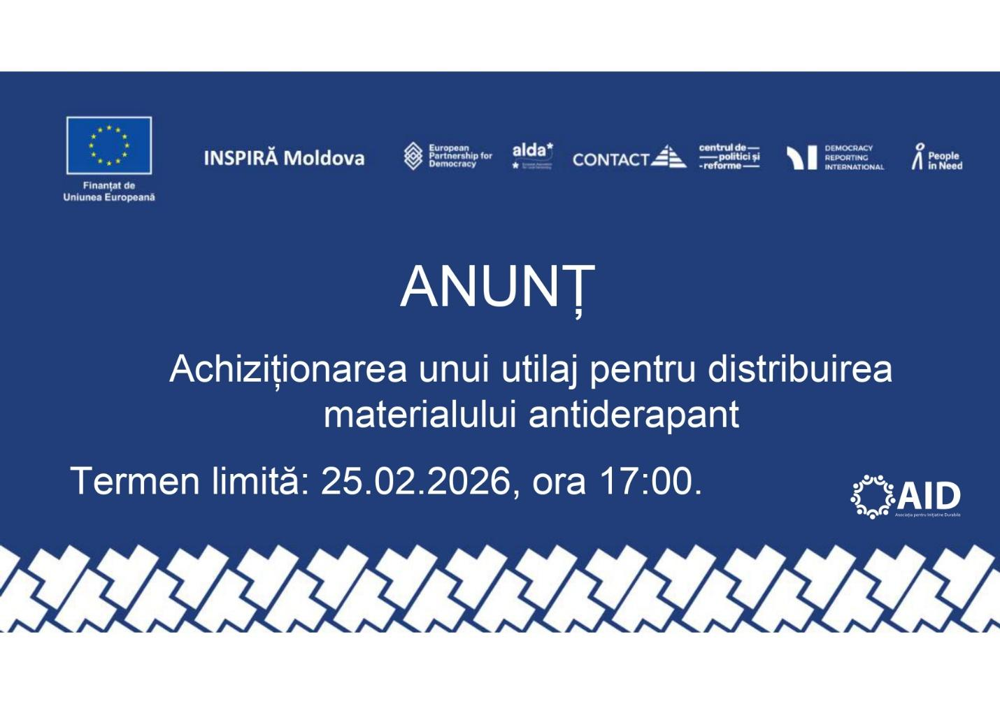 Finanțat de
Uniunea Europeană
INSPIRĂ Moldova
European
Partnership for
Democracy
alda
CONTACT
centrul de
politici și
reforme
DEMOCRACY
REPORTING
INTERNATIONAL
People
in Need
ANUNȚ
Achiziționarea unui utilaj pentru distribuirea
materialului antiderapant
Termen limită: 25.02.2026, ora 17:00.
AID
Asociația pentru Inițiative Durabile